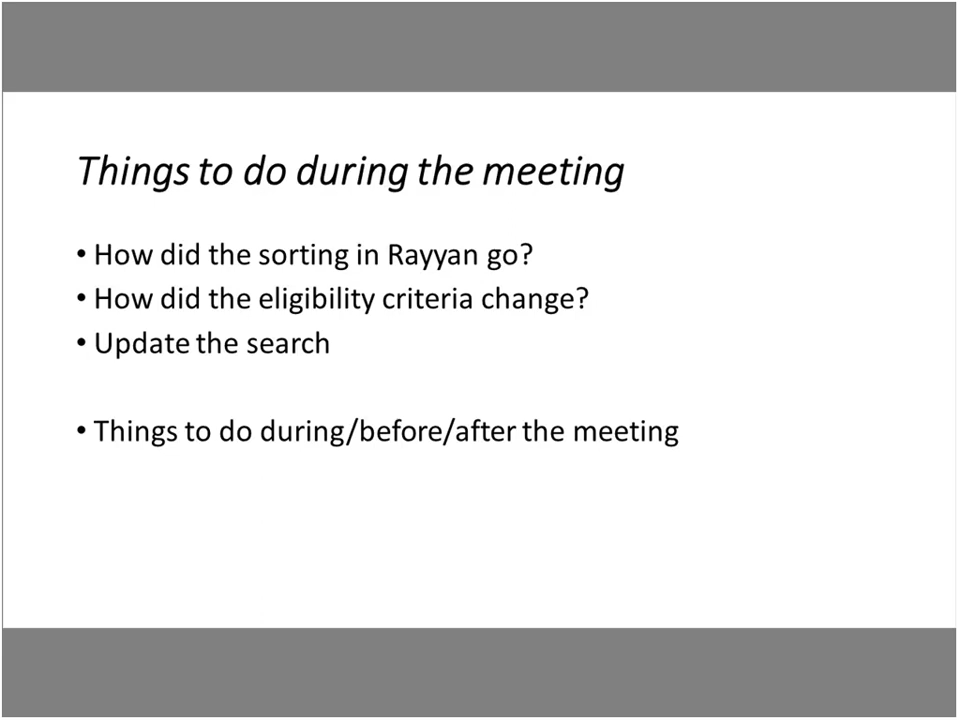 Things to do during the meeting
• How did the sorting in Rayyan go?
• How did the eligibility criteria change?
• Update the search
• Things to do during/before/after the meeting